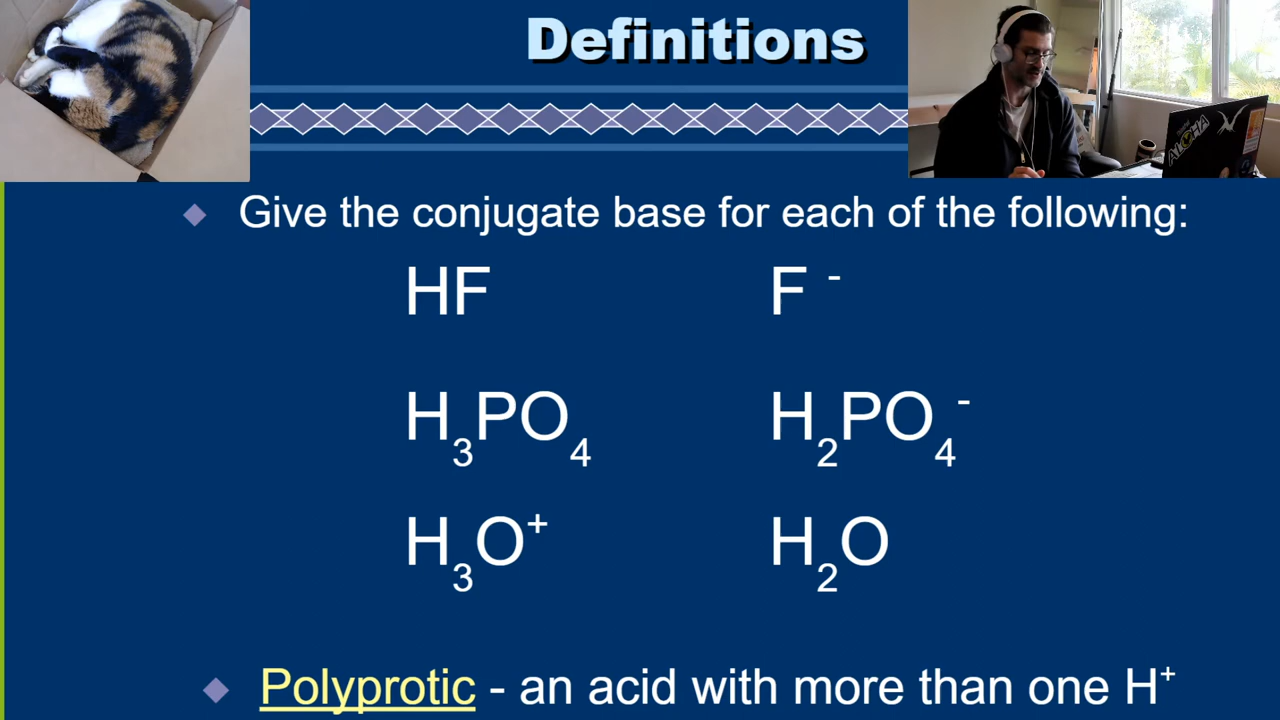 Definitions
Give the conjugate base for each of the following:
HF F -
H3PO4 H2PO4-
H3O+ H2O
Polyprotic - an acid with more than one H+
ALOHA